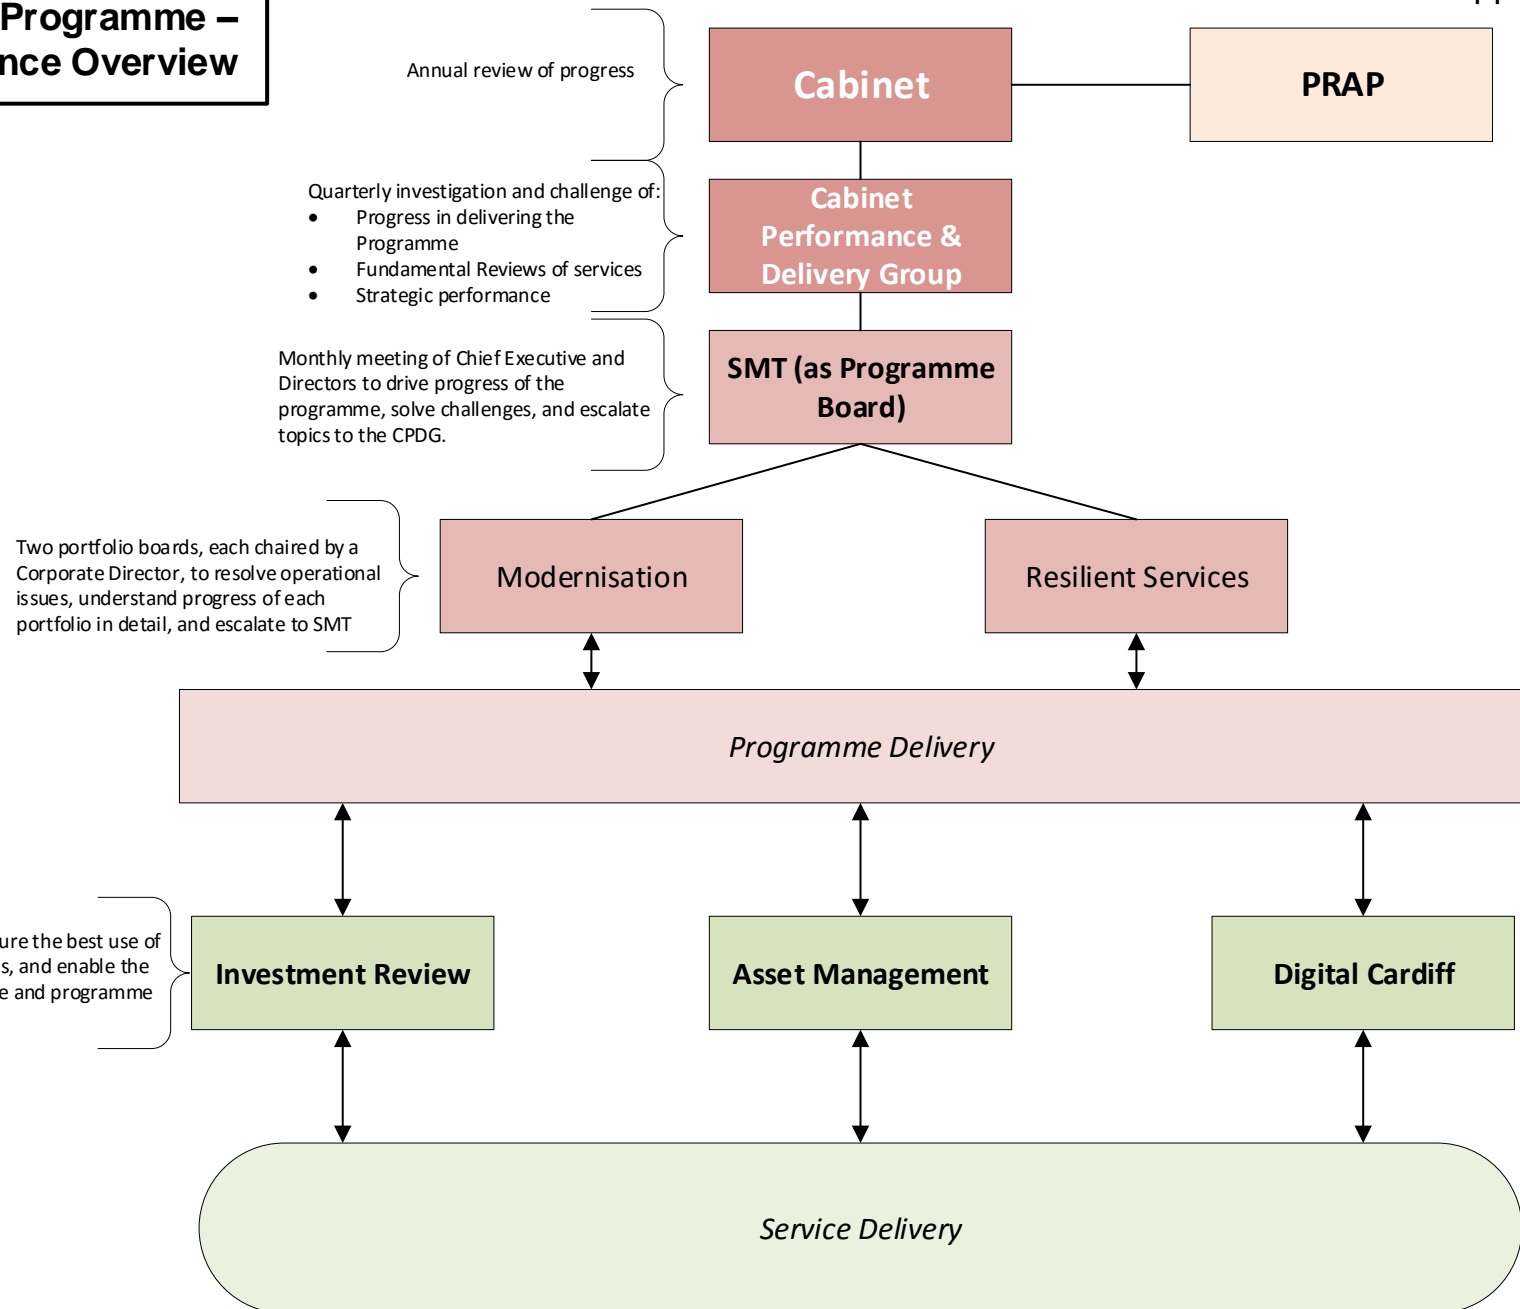 Programme –
Overview
Annual review of progress
Cabinet
PRAP
Quarterly investigation and challenge of:
• Progress in delivering the
Programme
• Fundamental Reviews of services
• Strategic performance
Cabinet
Performance &
Delivery Group
Monthly meeting of Chief Executive and
Directors to drive progress of the
programme, solve challenges, and escalate
topics to the CPDG.
SMT (as Programme
Board)
Two portfolio boards, each chaired by a
Corporate Director, to resolve operational
issues, understand progress of each
portfolio in detail, and escalate to SMT
Modernisation
Resilient Services
Programme Delivery
the best use of
and enable the
and programme
Investment Review
Asset Management
Digital Cardiff
Service Delivery